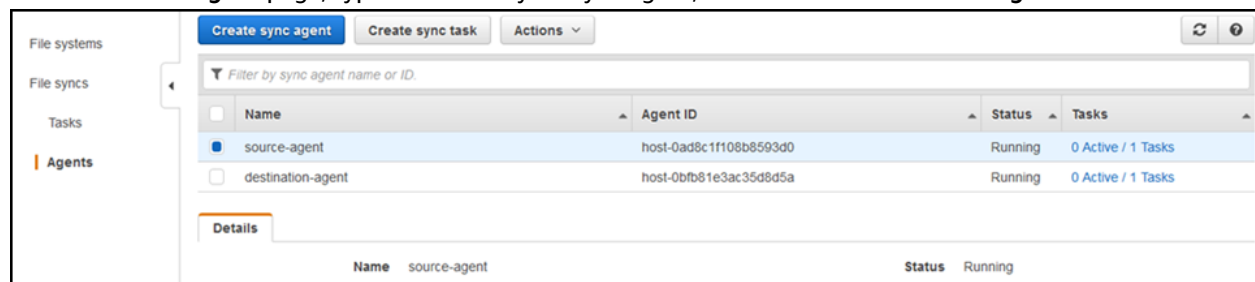 Create sync agent Create sync task Actions
File systems
File syncs
Tasks
Agents
Filter by sync agent name or ID.
Name Agent ID Status Tasks
source-agent host-0ad8c1f108b8593d0 Running 0 Active / 1 Tasks
destination-agent host-0bfb81e3ac35d8d5a Running 0 Active / 1 Tasks
Details
Name source-agent Status Running